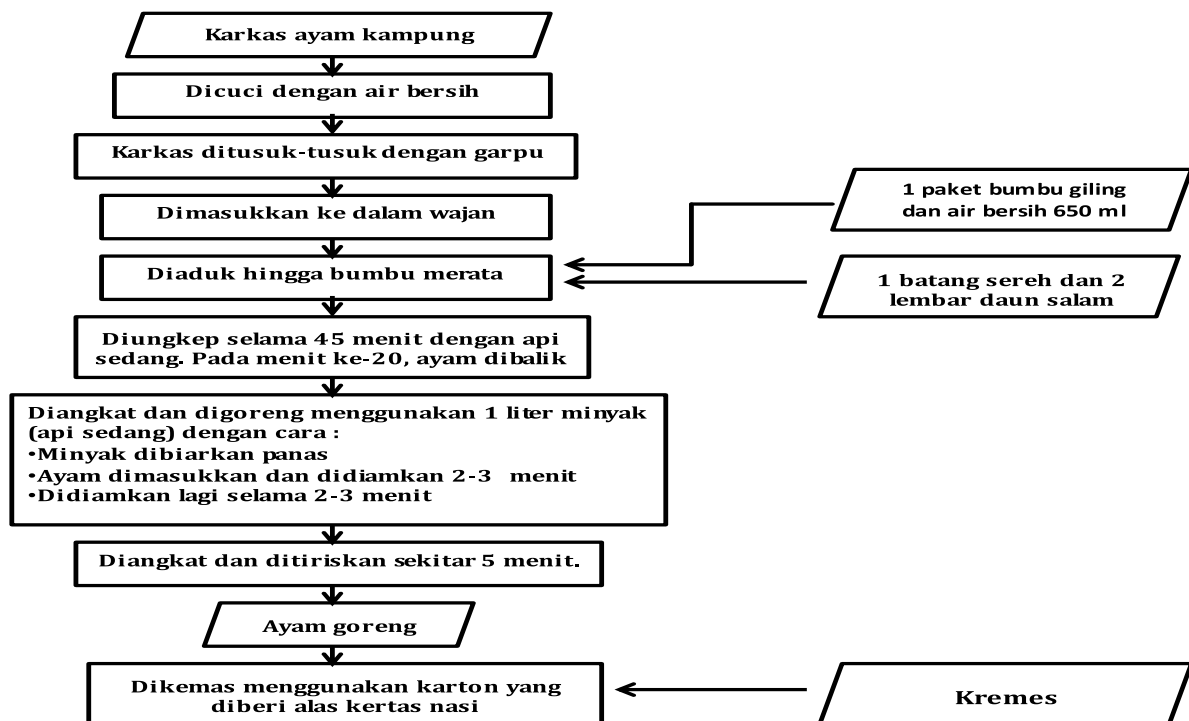 Karkas ayam kampung
Dicuci dengan air bersih
Karkas ditusuk-tusuk dengan garpu
Dimasukkan ke dalam wajan
1 paket bumbu giling
dan air bersih 650 ml
Diaduk hingga bumbu merata
1 batang sereh dan 2
lembar daun salam
Diungkep selama 45 menit dengan api
sedang. Pada menit ke-20, ayam dibalik
Diangkat dan digoreng menggunakan 1 liter minyak
(api sedang) dengan cara :
•Minyak dibiarkan panas
•Ayam dimasukkan dan didiamkan 2-3 menit
•Didiamkan lagi selama 2-3 menit
Diangkat dan ditiriskan sekitar 5 menit.
Ayam goreng
Dikemas menggunakan karton yang
diberi alas kertas nasi
Kremes